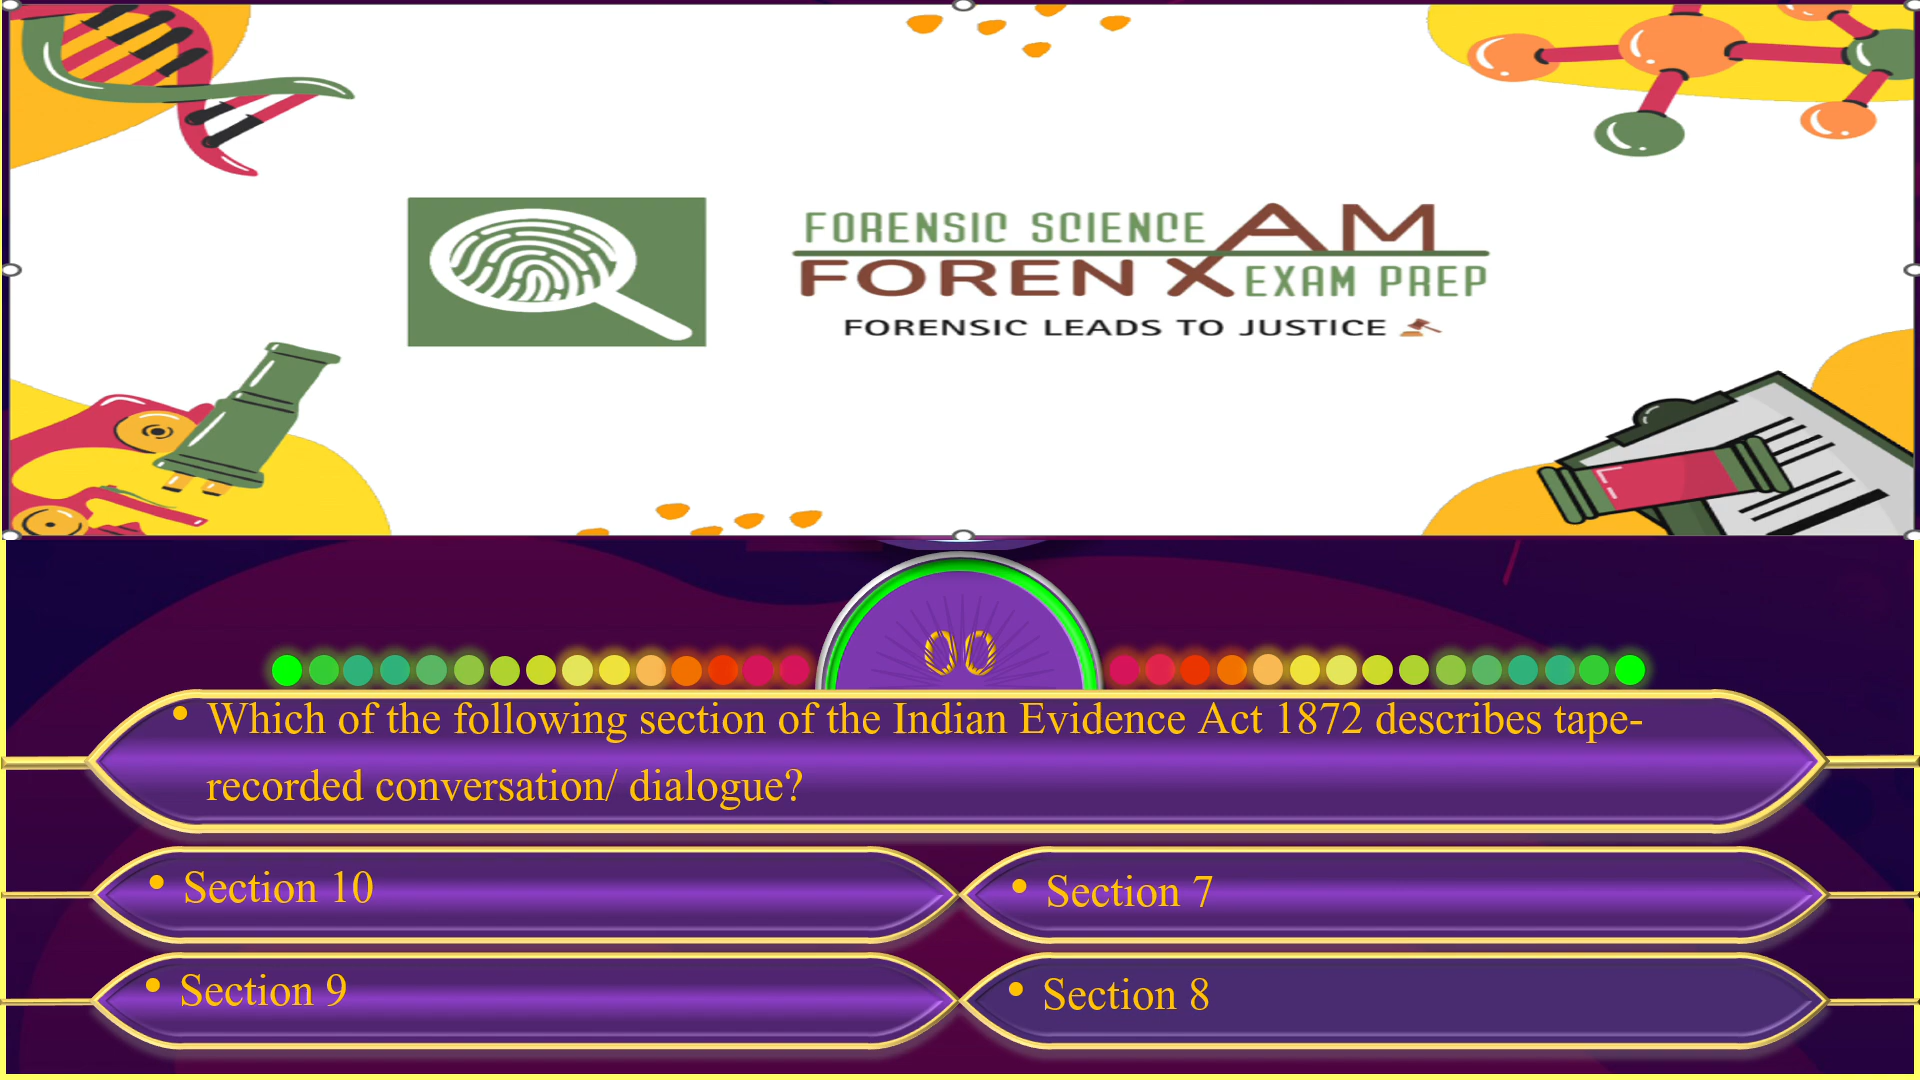 FORENSIC SCIENCE AM
FOREN X EXAM PREP
FORENSIC LEADS TO JUSTICE
00
• Which of the following section of the Indian Evidence Act 1872 describes tape-
recorded conversation/ dialogue?
• Section 10
• Section 7
• Section 9
• Section 8